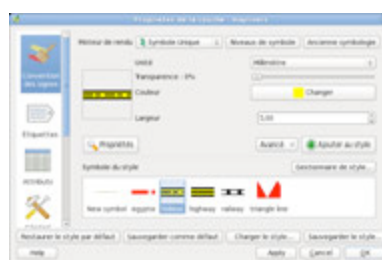 Propriétés de la couche - mapstats
Moteur de rendu Symbole Unique Niveaux de symbole Ancienne symbologie
Unité Millimètre
Transparence : 0%
Convention des signes
Couleur Changer
Largeur 5,00
Étiquettes
Propriétés Avancé Ajouter au style
Symbole du style Gestionnaire de style...
Attributs
New symbol highway railway triangle line
Restaurer le style par défaut Sauvegarder comme défaut Charger le style... Sauvegarder le style...
Help Apply Cancel OK